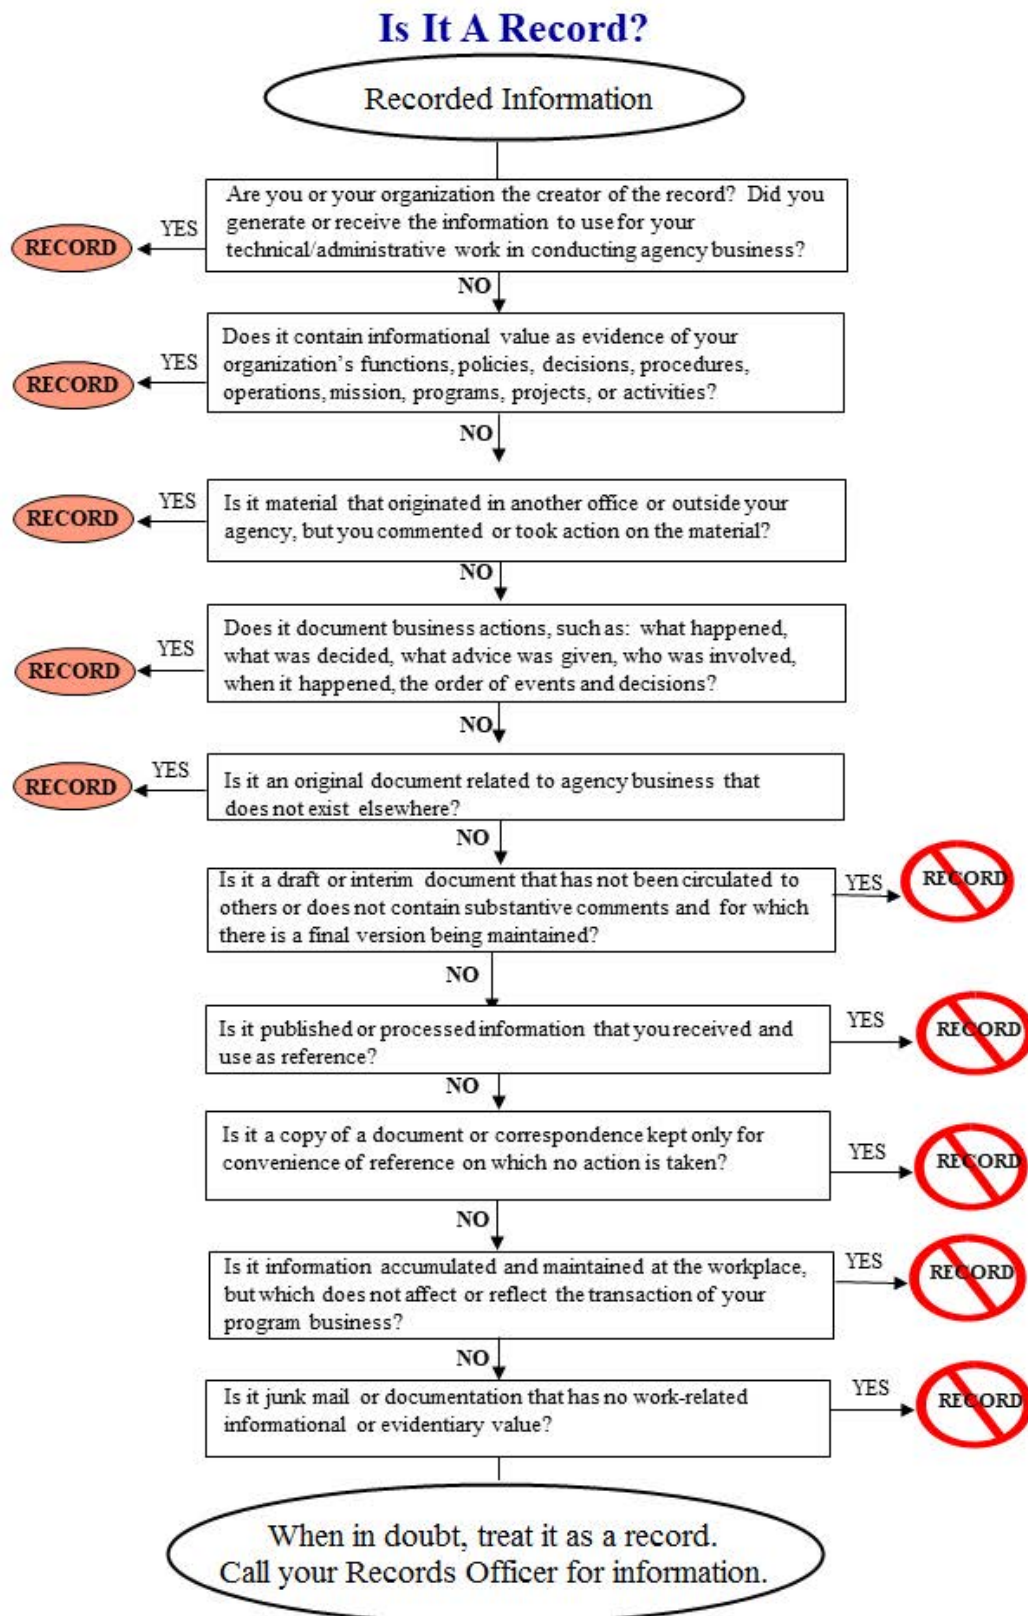 Is It A Record?
Recorded Information
Are you or your organization the creator of the record? Did you
generate or receive the information to use for your
technical/administrative work in conducting agency business?
YES
RECORD
NO
Does it contain informational value as evidence of your
organization's functions, policies, decisions, procedures,
operations, mission, programs, projects, or activities?
YES
RECORD
NO
Is it material that originated in another office or outside your
agency, but you commented or took action on the material?
YES
RECORD
NO
Does it document business actions, such as: what happened,
what was decided, what advice was given, who was involved,
when it happened, the order of events and decisions?
YES
RECORD
NO
Is it an original document related to agency business that
does not exist elsewhere?
YES
RECORD
NO
Is it a draft or interim document that has not been circulated to
others or does not contain substantive comments and for which
there is a final version being maintained?
YES
RECORD
NO
Is it published or processed information that you received and
use as reference?
YES
RECORD
NO
Is it a copy of a document or correspondence kept only for
convenience of reference on which no action is taken?
YES
RECORD
NO
Is it information accumulated and maintained at the workplace,
but which does not affect or reflect the transaction of your
program business?
YES
RECORD
NO
Is it junk mail or documentation that has no work-related
informational or evidentiary value?
YES
RECORD
When in doubt, treat it as a record.
Call your Records Officer for information.